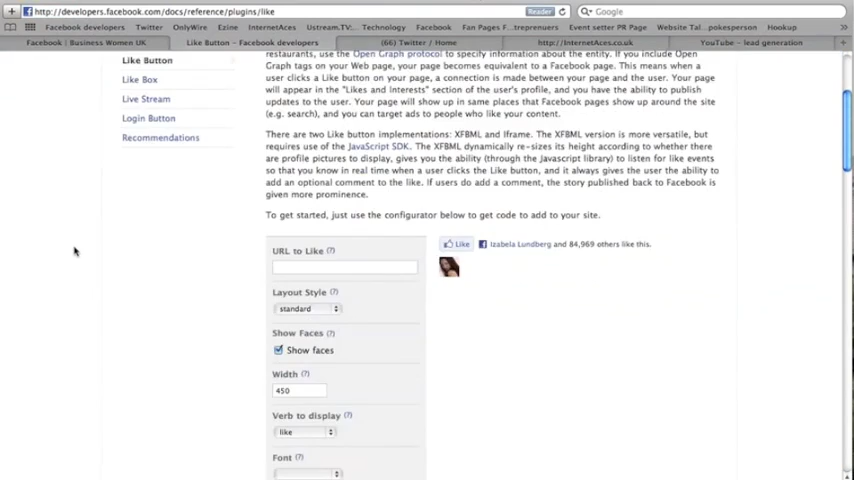 http://developers.facebook.com/docs/reference/plugins/like
Reader
Google
Facebook developers
Twitter
OnlyWire
Ezine
InternetAces
Ustream.TV:..
Technology
Facebook
Fan Pages F...treprenuers
Event setter PR Page
Website Tal...pokesperson
Hookup
Facebook | Business Women UK
Like Button – Facebook developers
(66) Twitter / Home
http://InternetAces.co.uk
YouTube – lead generation
Like Button
Like Box
Live Stream
Login Button
Recommendations
restaurants, use the Open Graph protocol to specify information about the entity. If you include Open
Graph tags on your Web page, your page becomes equivalent to a Facebook page. This means when a
user clicks a Like button on your page, a connection is made between your page and the user. Your page
will appear in the "Likes and Interests" section of the user's profile, and you have the ability to publish
updates to the user. Your page will show up in same places that Facebook pages show up around the site
(e.g. search), and you can target ads to people who like your content.
There are two Like button implementations: XFBML and Iframe. The XFBML version is more versatile, but
requires use of the JavaScript SDK. The XFBML dynamically re-sizes its height according to whether there
are profile pictures to display, gives you the ability (through the Javascript library) to listen for like events
so that you know in real time when a user clicks the Like button, and it always gives the user the ability to
add an optional comment to the like. If users do add a comment, the story published back to Facebook is
given more prominence.
To get started, just use the configurator below to get code to add to your site.
URL to Like (?)
Layout Style (?)
standard
Show Faces (?)
Show faces
Width (?)
450
Verb to display (?)
like
Font (?)
Like
Izabela Lundberg and 84,969 others like this.